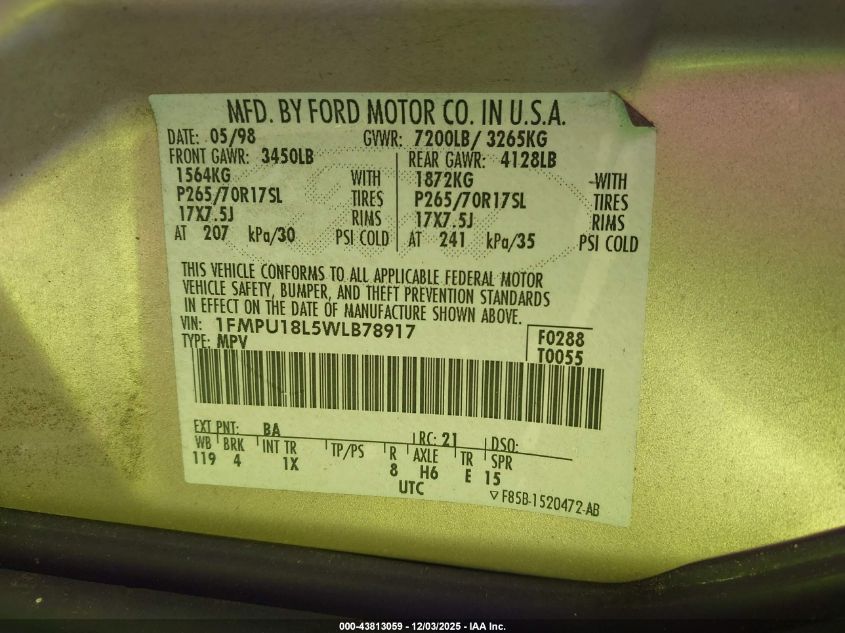 MFD. BY FORD MOTOR CO. IN U.S.A.
DATE: 05/98 GVWR: 7200LB/ 3265KG
FRONT GAWR: 3450LB REAR GAWR: 4128LB
1564KG WITH 1872KG WITH
P265/70R17SL TIRES P265/70R17SL TIRES
17X7.5J RIMS 17X7.5J RIMS
AT 207 kPa/30 PSI COLD AT 241 kPa/35 PSI COLD
THIS VEHICLE CONFORMS TO ALL APPLICABLE FEDERAL MOTOR
VEHICLE SAFETY, BUMPER, AND THEFT PREVENTION STANDARDS
IN EFFECT ON THE DATE OF MANUFACTURE SHOWN ABOVE.
VIN: 1FMPU18L5WLB78917 F0288
TYPE: MPV T0055
EXT PNT: BA RC: 21 DSO:
WB BRK INT TR TP/PS R AXLE TR SPR
119 4 1X 8 H6 E 15
UTC ▽ F85B-1520472-AB
000-43813059 - 12/03/2025 - IAA Inc.